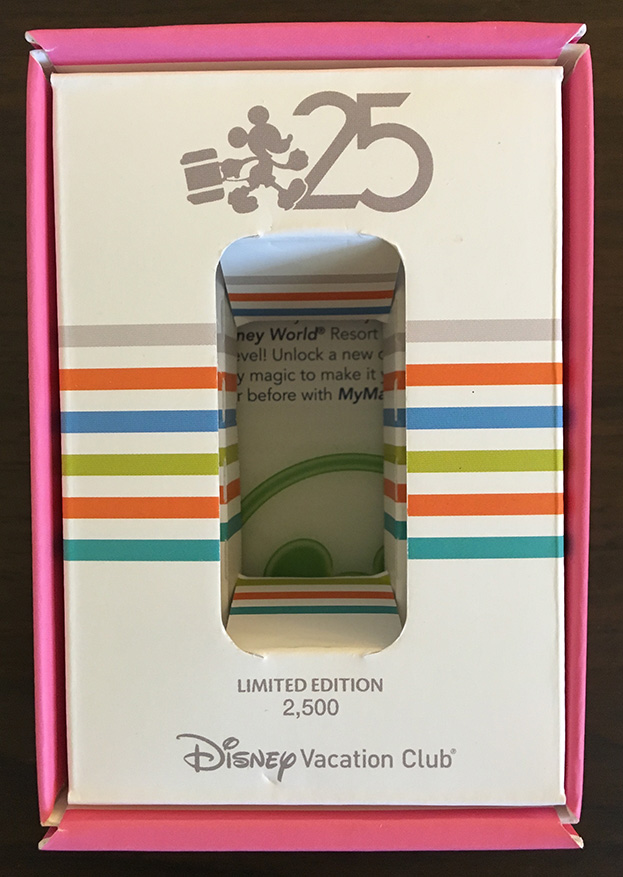 25
ney World® Resort
evel! Unlock a new
y magic to make it
r before with MyMa
LIMITED EDITION
2,500
Disney Vacation Club®